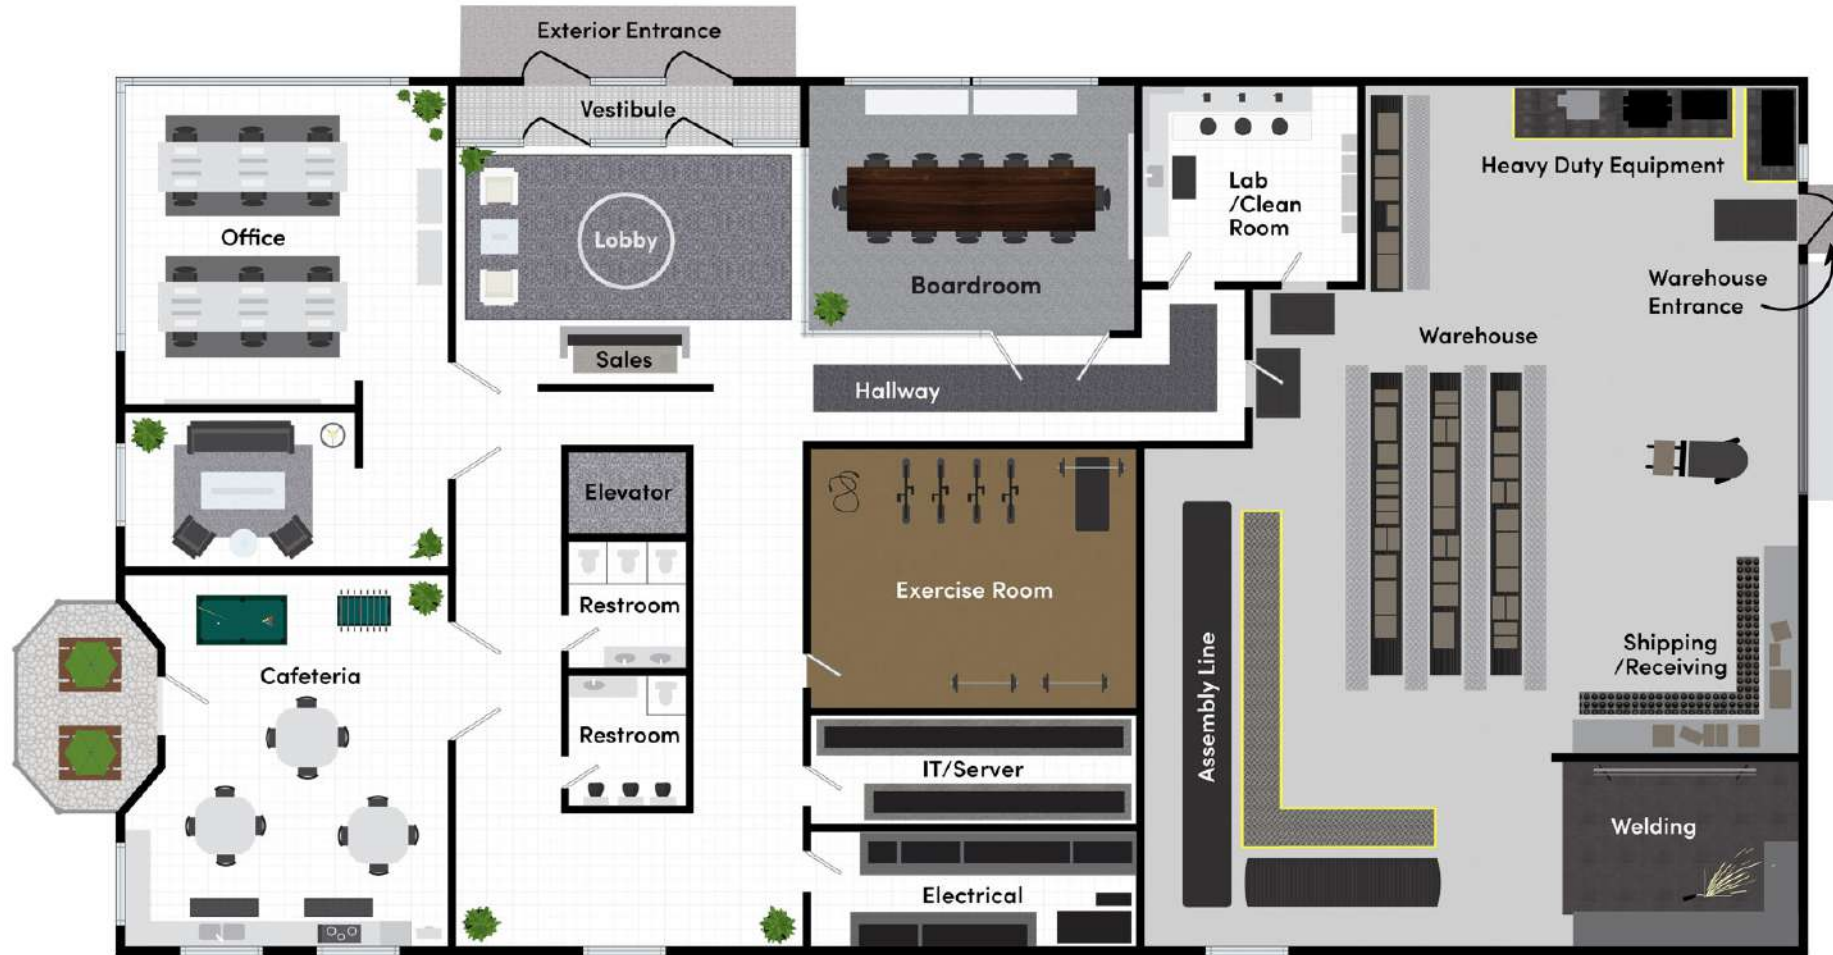 Exterior Entrance
Vestibule
Office
Lobby
Boardroom
Lab
/Clean
Room
Heavy Duty Equipment
Warehouse
Entrance
Warehouse
Sales
Hallway
Elevator
Restroom
Exercise Room
Cafeteria
Restroom
IT/Server
Electrical
Assembly Line
Shipping
/Receiving
Welding